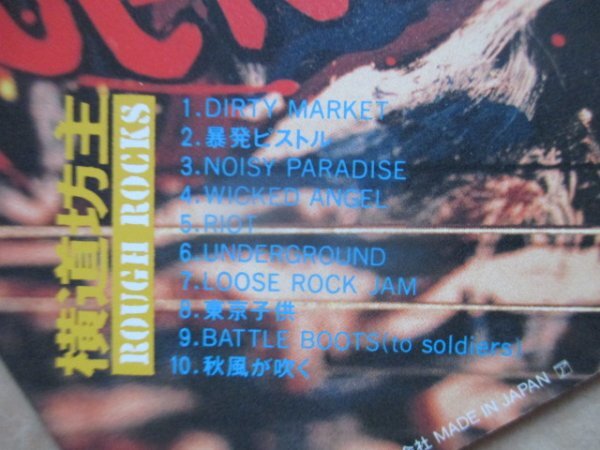 横道坊主
ROUGH ROCKS
1.DIRTY MARKET
2.暴発ピストル
3.NOISY PARADISE
4.WICKED ANGEL
5.RIOT
6.UNDERGROUND
7.LOOSE ROCK JAM
8.東京子供
9.BATTLE BOOTS(to soldiers)
10.秋風が吹く
会社 MADE IN JAPAN